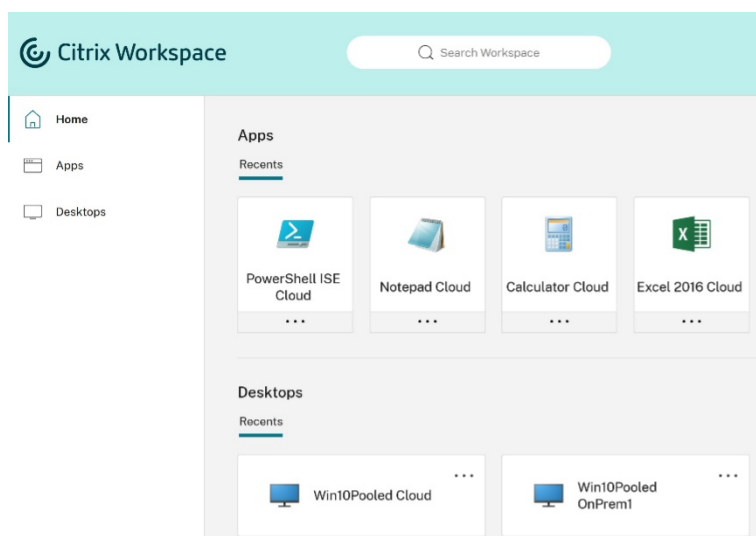 Citrix Workspace
Search Workspace
Home
Apps
Desktops
Apps
Recents
PowerShell ISE
Cloud
Notepad Cloud
Calculator Cloud
Excel 2016 Cloud
Desktops
Recents
Win10Pooled Cloud
Win10Pooled
OnPrem1